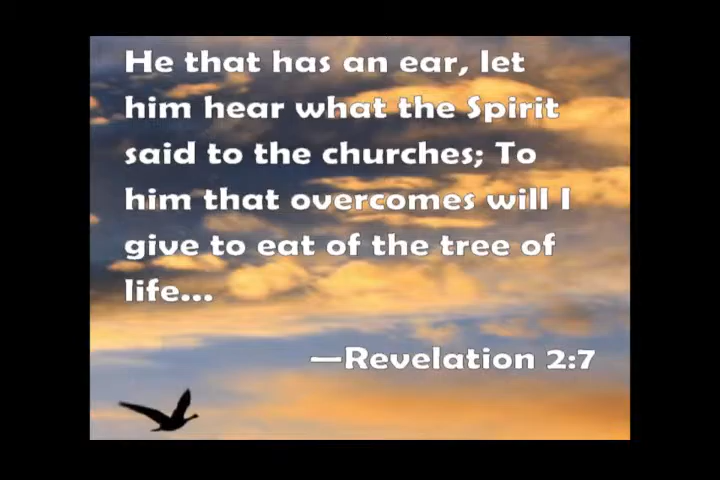 He that has an ear, let
him hear what the Spirit
said to the churches; To
him that overcomes will I
give to eat of the tree of
life...
—Revelation 2:7